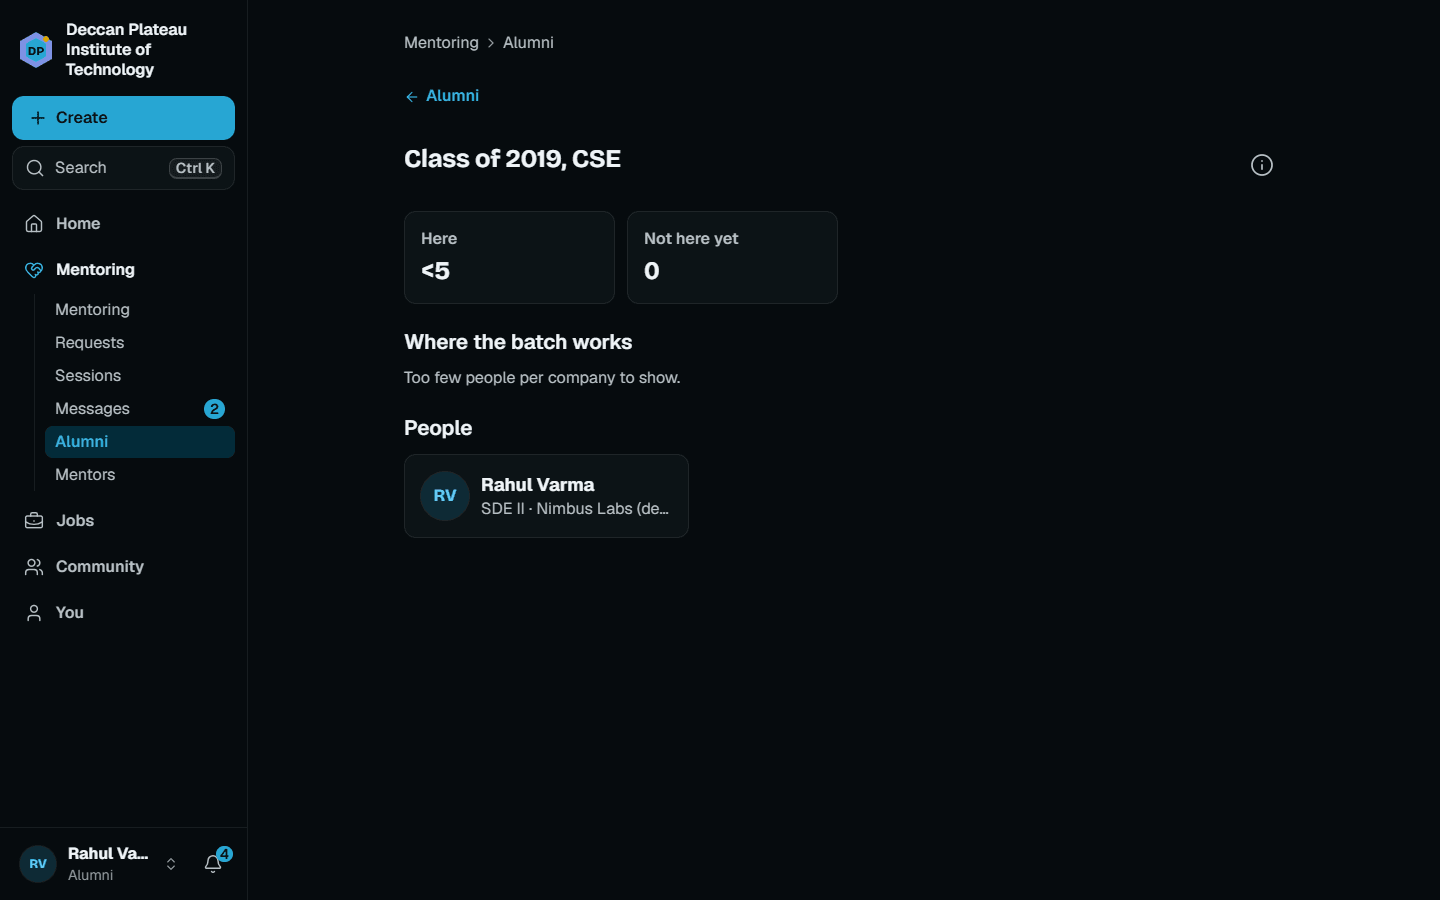 DP
Deccan Plateau
Institute of
Technology
Create
Search
Ctrl K
Home
Mentoring
Mentoring
Requests
Sessions
Messages
2
Alumni
Mentors
Jobs
Community
You
RV
Rahul Va...
Alumni
4
Mentoring > Alumni
← Alumni
Class of 2019, CSE
Here
<5
Not here yet
0
Where the batch works
Too few people per company to show.
People
RV
Rahul Varma
SDE II · Nimbus Labs (de...